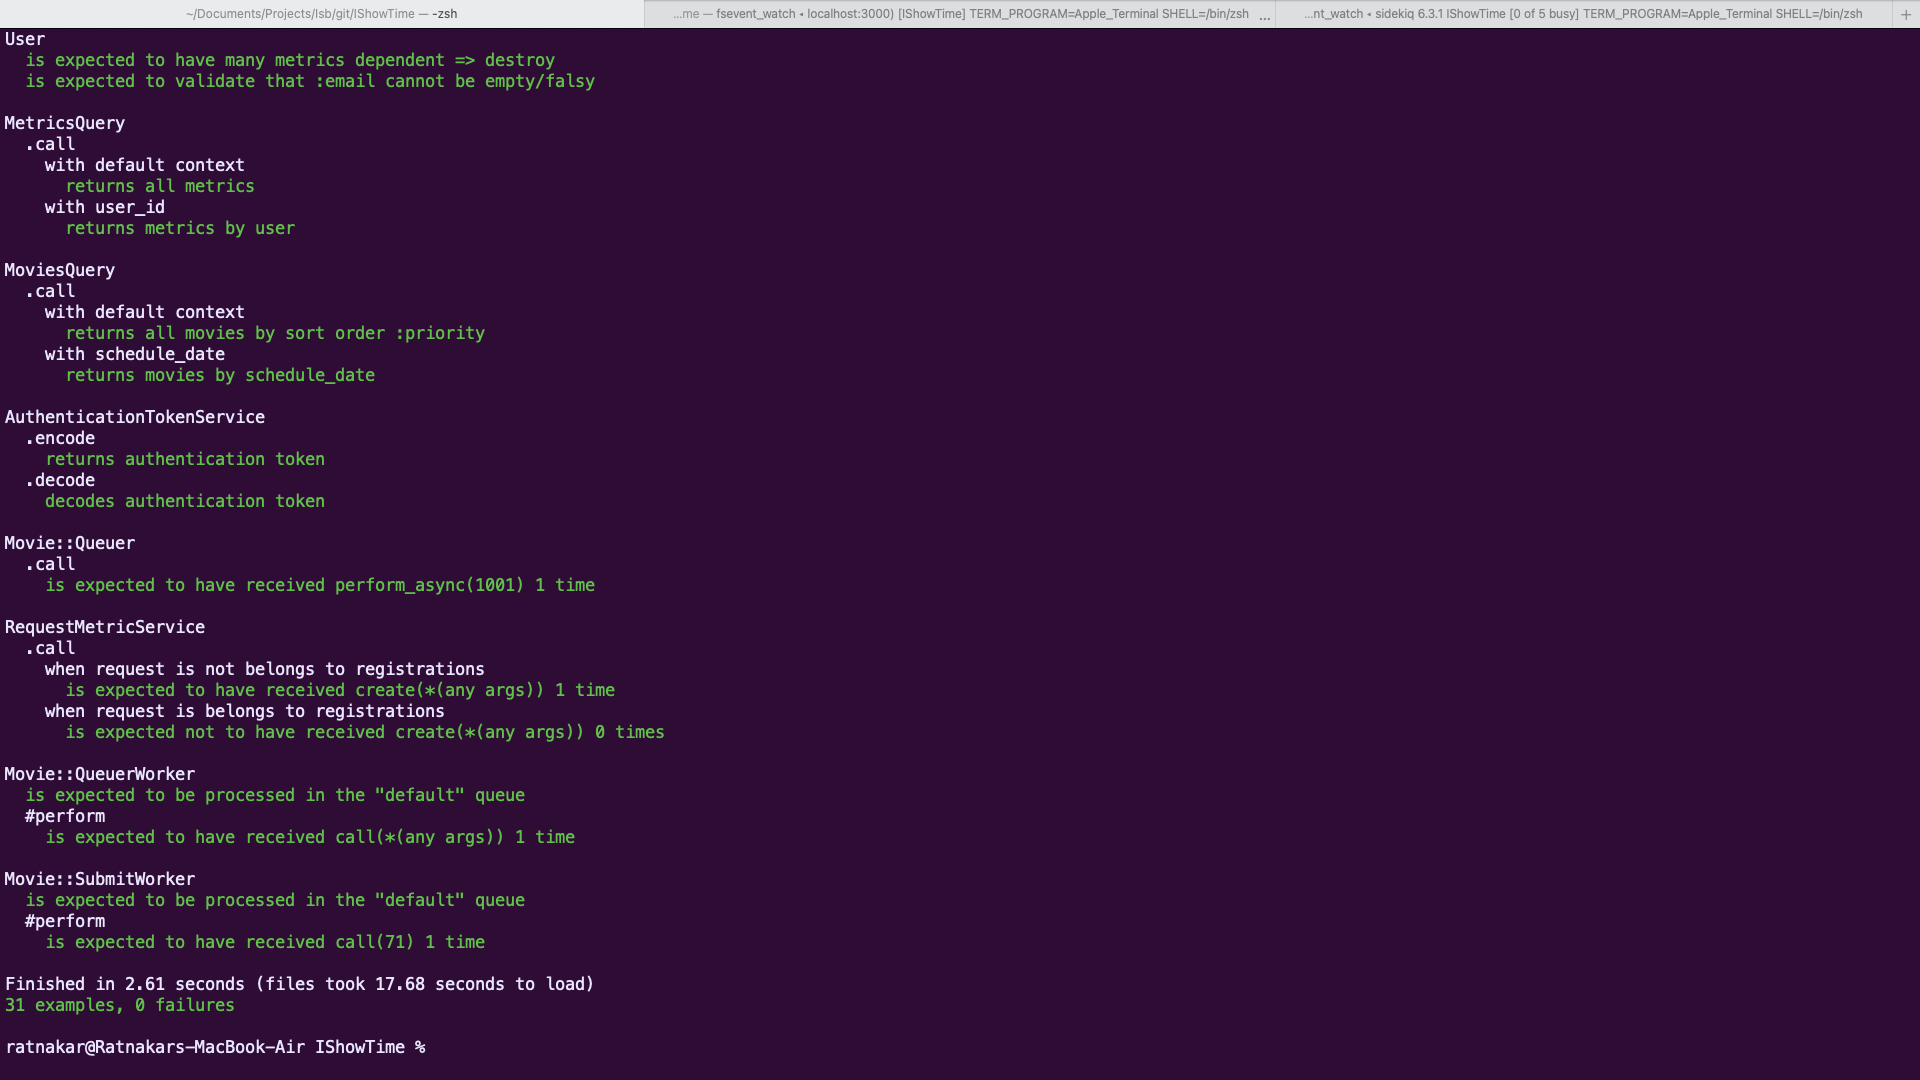 ~/Documents/Projects/Isb/git/IShowTime — -zsh
...me — fsevent_watch ◂ localhost:3000) [IShowTime] TERM_PROGRAM=Apple_Terminal SHELL=/bin/zsh ...
...nt_watch ◂ sidekiq 6.3.1 IShowTime [0 of 5 busy] TERM_PROGRAM=Apple_Terminal SHELL=/bin/zsh
+
User
  is expected to have many metrics dependent => destroy
  is expected to validate that :email cannot be empty/falsy

MetricsQuery
  .call
    with default context
      returns all metrics
    with user_id
      returns metrics by user

MoviesQuery
  .call
    with default context
      returns all movies by sort order :priority
    with schedule_date
      returns movies by schedule_date

AuthenticationTokenService
  .encode
    returns authentication token
  .decode
    decodes authentication token

Movie::Queuer
  .call
    is expected to have received perform_async(1001) 1 time

RequestMetricService
  .call
    when request is not belongs to registrations
      is expected to have received create(*(any args)) 1 time
    when request is belongs to registrations
      is expected not to have received create(*(any args)) 0 times

Movie::QueuerWorker
  is expected to be processed in the "default" queue
  #perform
    is expected to have received call(*(any args)) 1 time

Movie::SubmitWorker
  is expected to be processed in the "default" queue
  #perform
    is expected to have received call(71) 1 time

Finished in 2.61 seconds (files took 17.68 seconds to load)
31 examples, 0 failures

ratnakar@Ratnakars-MacBook-Air IShowTime %